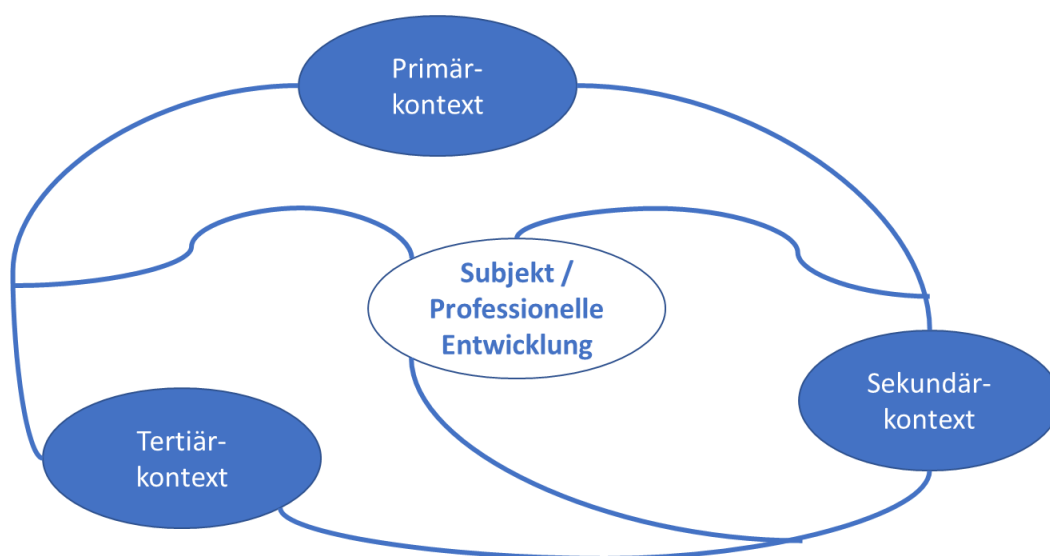 Primär-
kontext
Subjekt /
Professionelle
Entwicklung
Sekundär-
kontext
Tertiär-
kontext